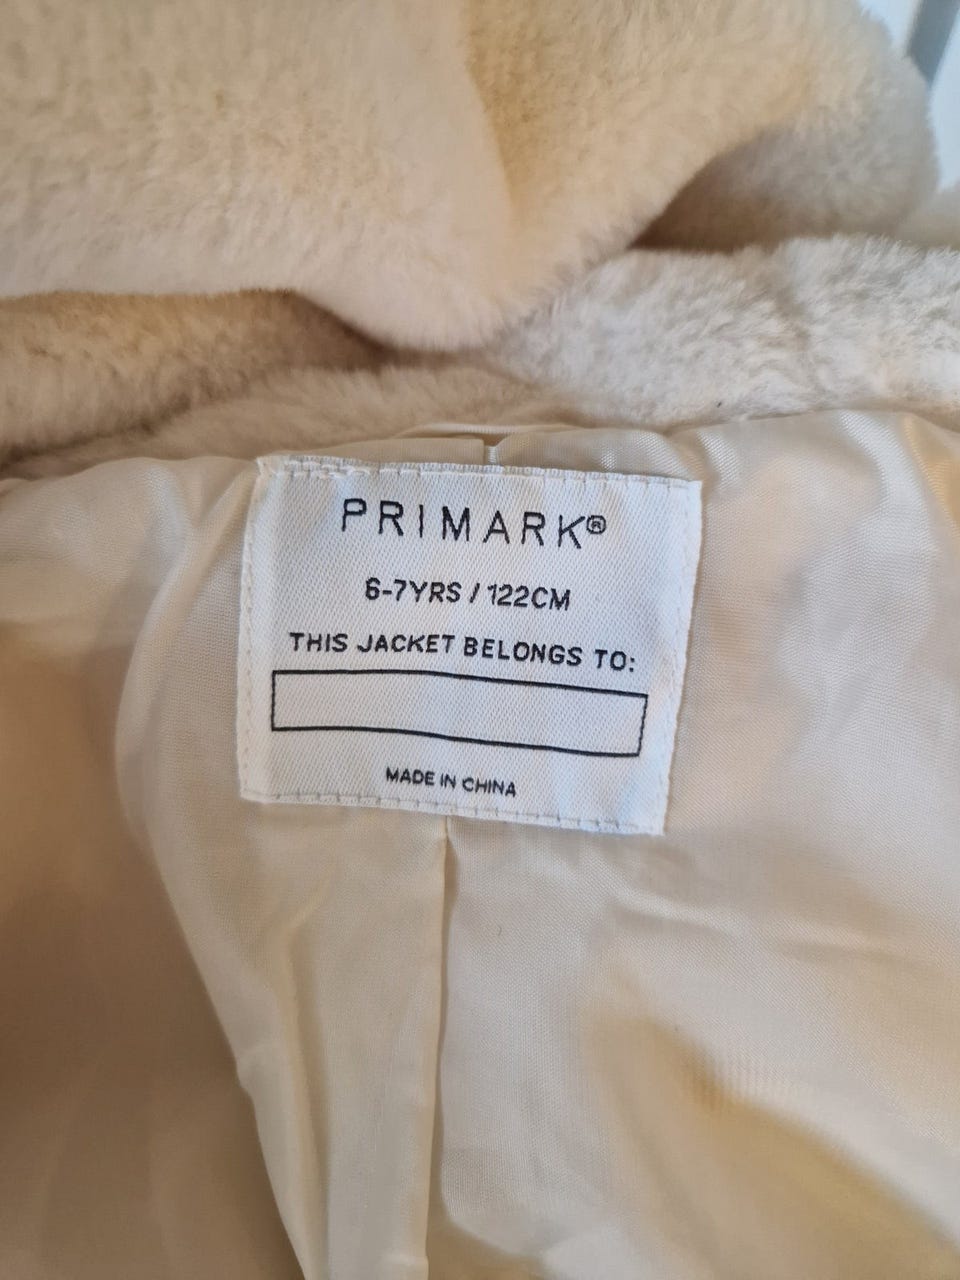 PRIMARK®
6-7YRS / 122CM
THIS JACKET BELONGS TO:
MADE IN CHINA